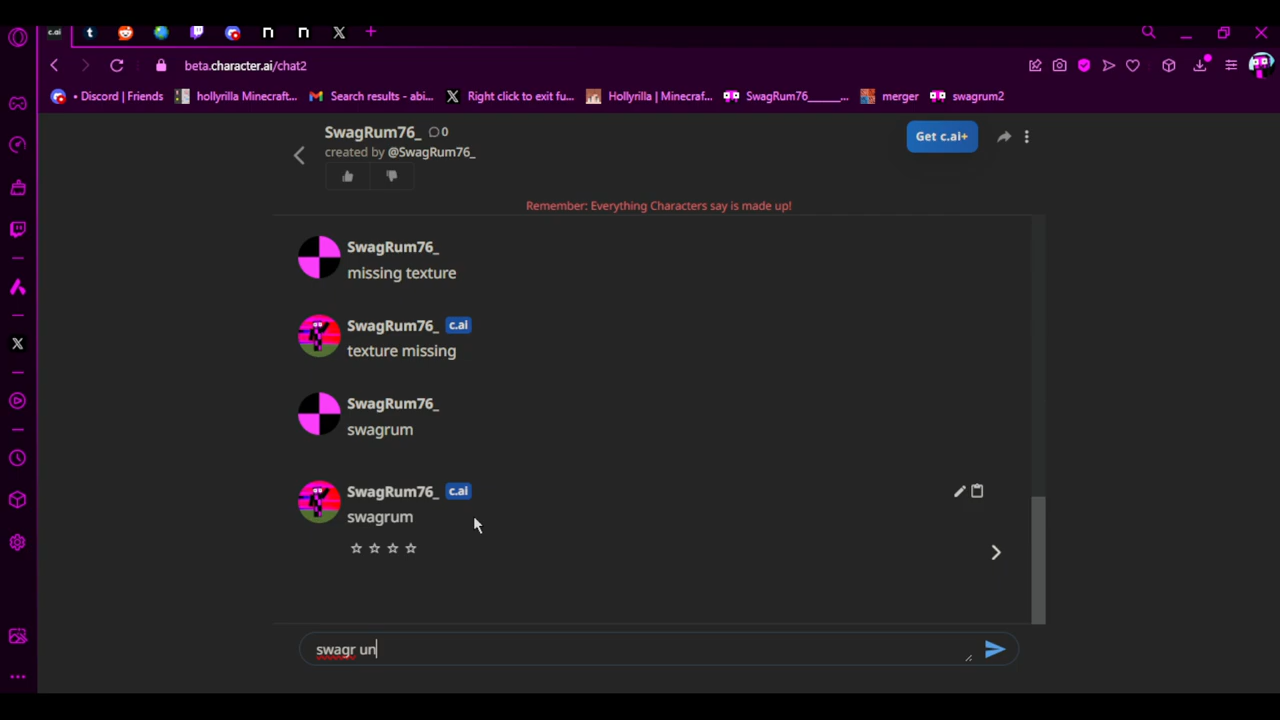 c.ai
beta.character.ai/chat2
• Discord | Friends
hollyrilla Minecraft...
Search results - abi...
Right click to exit fu...
Hollyrilla | Minecraf...
SwagRum76_____...
merger
swagrum2
SwagRum76_ 0
created by @SwagRum76_
Get c.ai+
Remember: Everything Characters say is made up!
SwagRum76_
missing texture
SwagRum76_ c.ai
texture missing
SwagRum76_
swagrum
SwagRum76_ c.ai
swagrum
swagr un